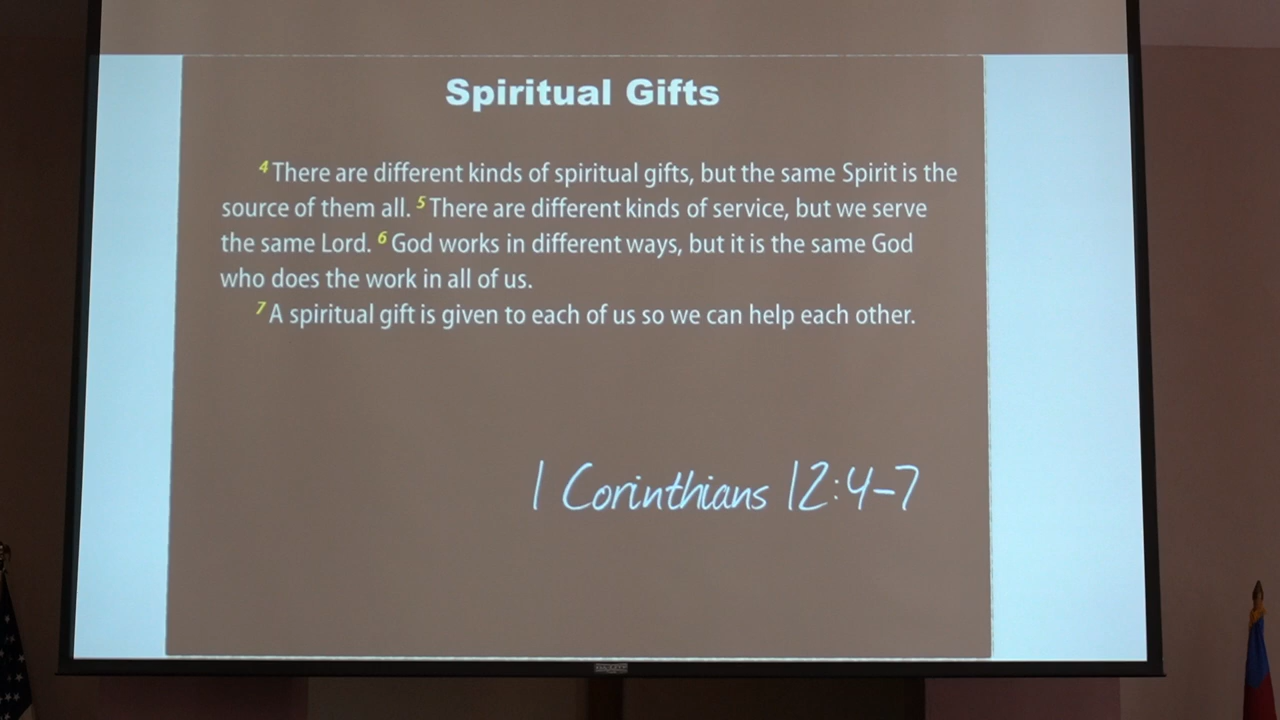 Spiritual Gifts
4 There are different kinds of spiritual gifts, but the same Spirit is the
source of them all. 5 There are different kinds of service, but we serve
the same Lord. 6 God works in different ways, but it is the same God
who does the work in all of us.
7 A spiritual gift is given to each of us so we can help each other.
1 Corinthians 12:4-7